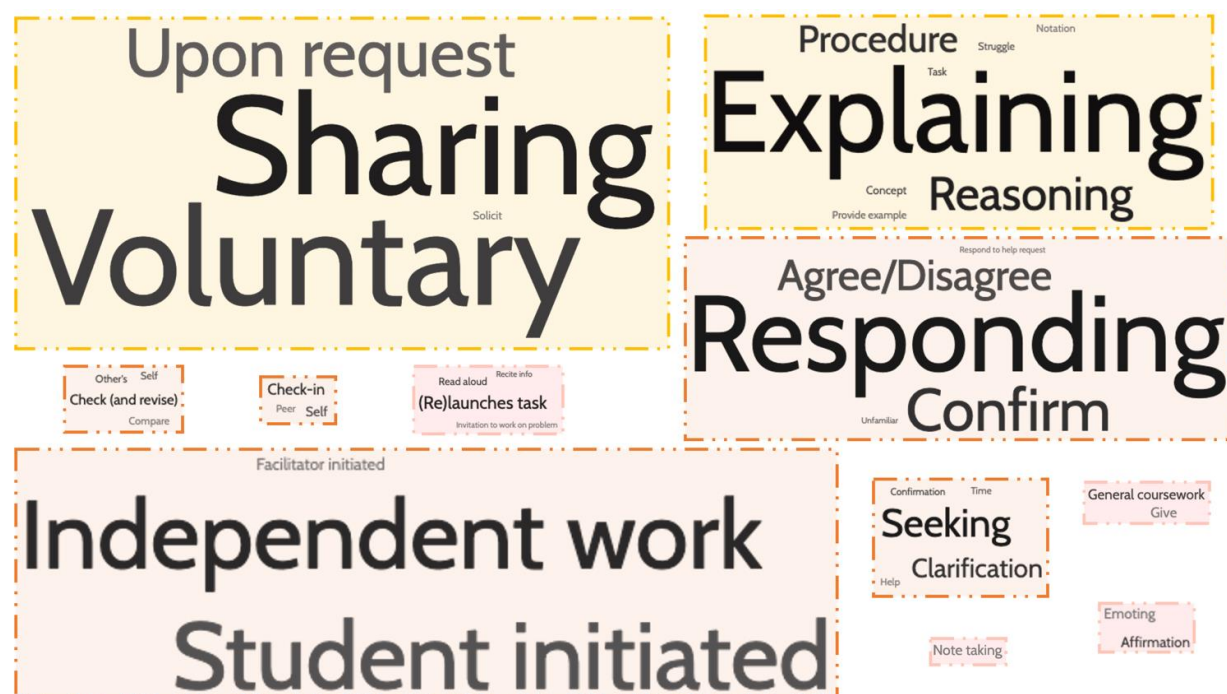 Upon request
Sharing
Solicit
Voluntary
Procedure
Struggle
Notation
Task
Explaining
Concept
Reasoning
Provide example
Respond to help request
Agree/Disagree
Responding
Unfamiliar
Confirm
Other's
Self
Check (and revise)
Compare
Check-in
Peer
Self
Read aloud
Recite info
(Re)launches task
Invitation to work on problem
Facilitator initiated
Independent work
Student initiated
Confirmation
Time
Seeking
Clarification
Help
General coursework
Give
Emoting
Affirmation
Note taking